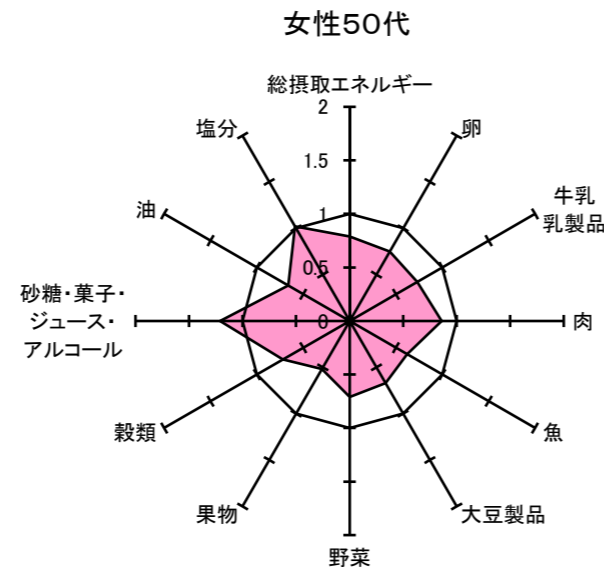 女性50代
総摂取エネルギー
卵
牛乳
乳製品
肉
魚
大豆製品
野菜
果物
穀類
砂糖・菓子・
ジュース・
アルコール
油
塩分
2
1.5
1
0.5
0